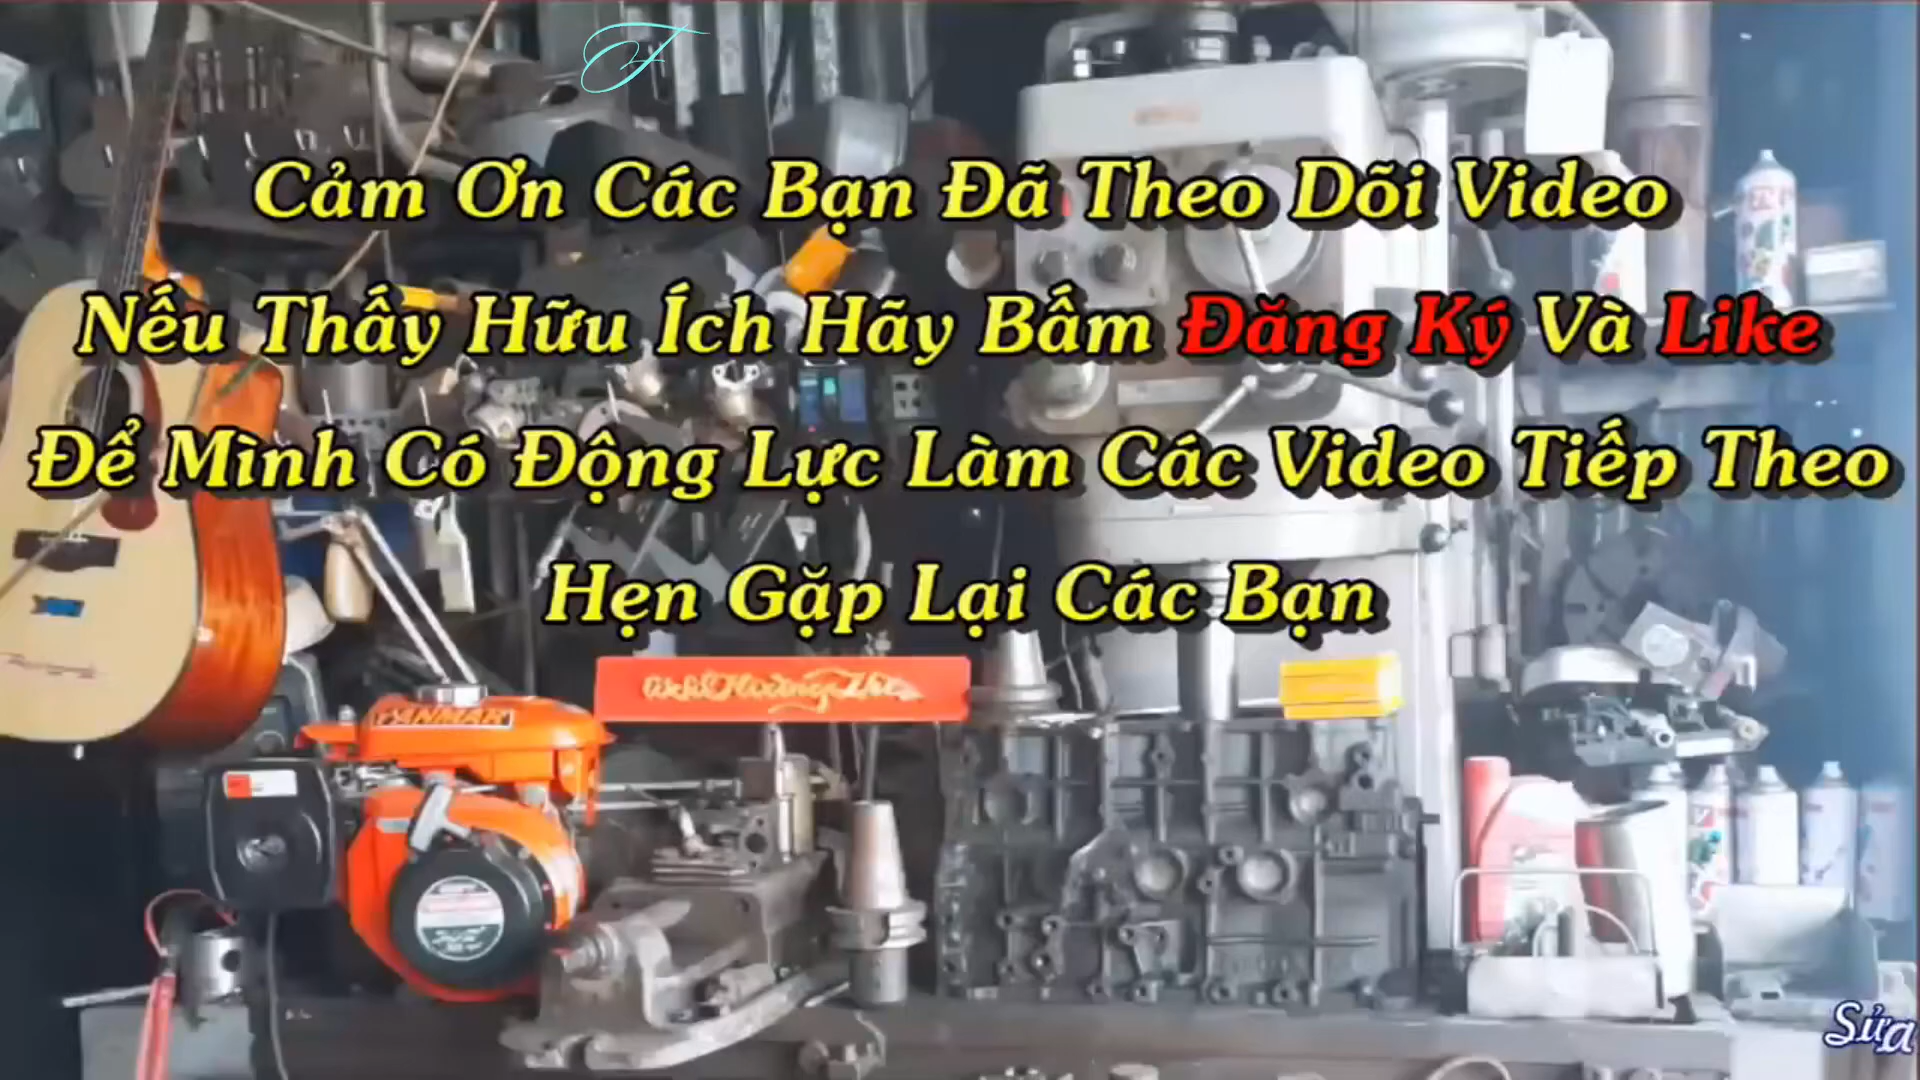 F
Cảm Ơn Các Bạn Đã Theo Dõi Video
Nếu Thấy Hữu Ích Hãy Bấm Đăng Ký Và Like
Để Mình Có Động Lực Làm Các Video Tiếp Theo
Hẹn Gặp Lại Các Bạn
YANMAR
Sửa